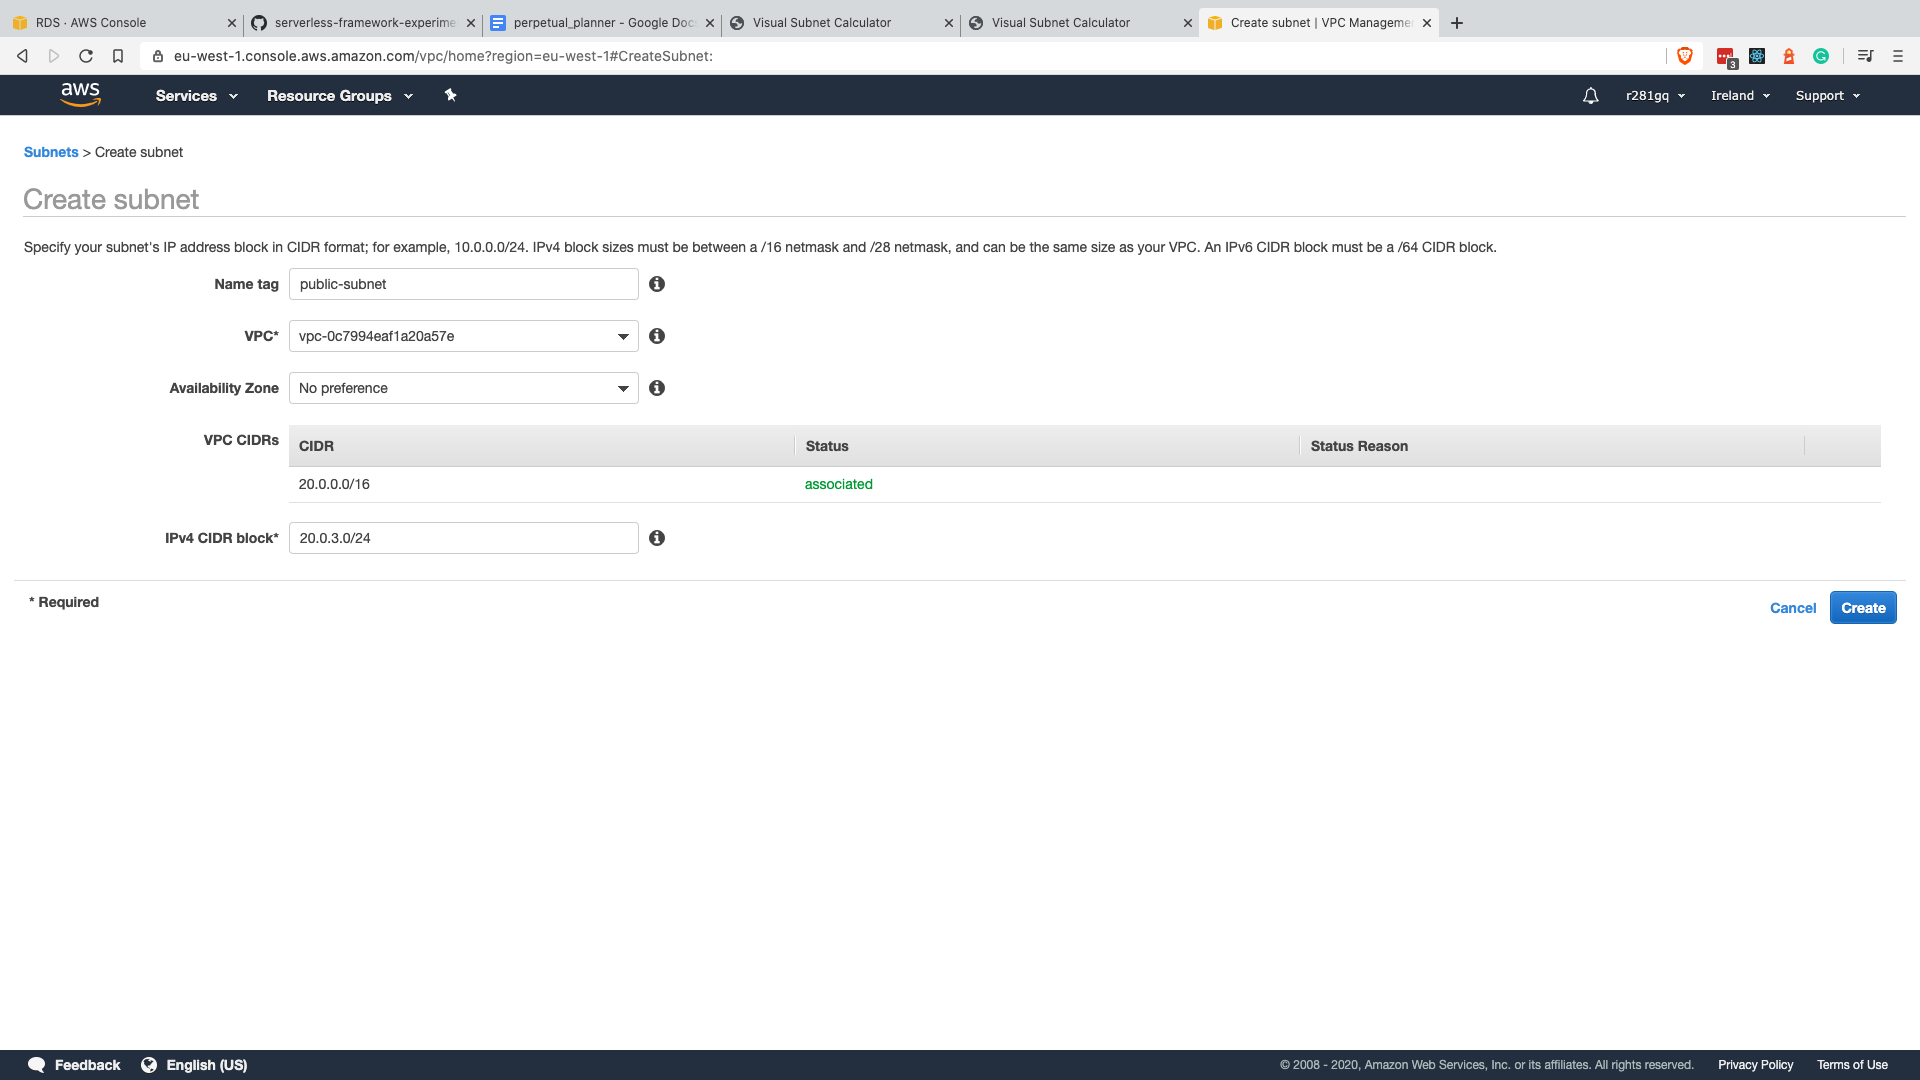 RDS · AWS Console
serverless-framework-experime
perpetual_planner - Google Doc
Visual Subnet Calculator
Visual Subnet Calculator
Create subnet | VPC Manageme
eu-west-1.console.aws.amazon.com/vpc/home?region=eu-west-1#CreateSubnet:
3
aws
Services
Resource Groups
r281gq
Ireland
Support
Subnets > Create subnet
Create subnet
Specify your subnet's IP address block in CIDR format; for example, 10.0.0.0/24. IPv4 block sizes must be between a /16 netmask and /28 netmask, and can be the same size as your VPC. An IPv6 CIDR block must be a /64 CIDR block.
Name tag public-subnet
VPC* vpc-0c7994eaf1a20a57e
Availability Zone No preference
VPC CIDRs CIDR Status Status Reason
20.0.0.0/16 associated
IPv4 CIDR block* 20.0.3.0/24
* Required
Cancel Create
Feedback
English (US)
© 2008 - 2020, Amazon Web Services, Inc. or its affiliates. All rights reserved.
Privacy Policy
Terms of Use